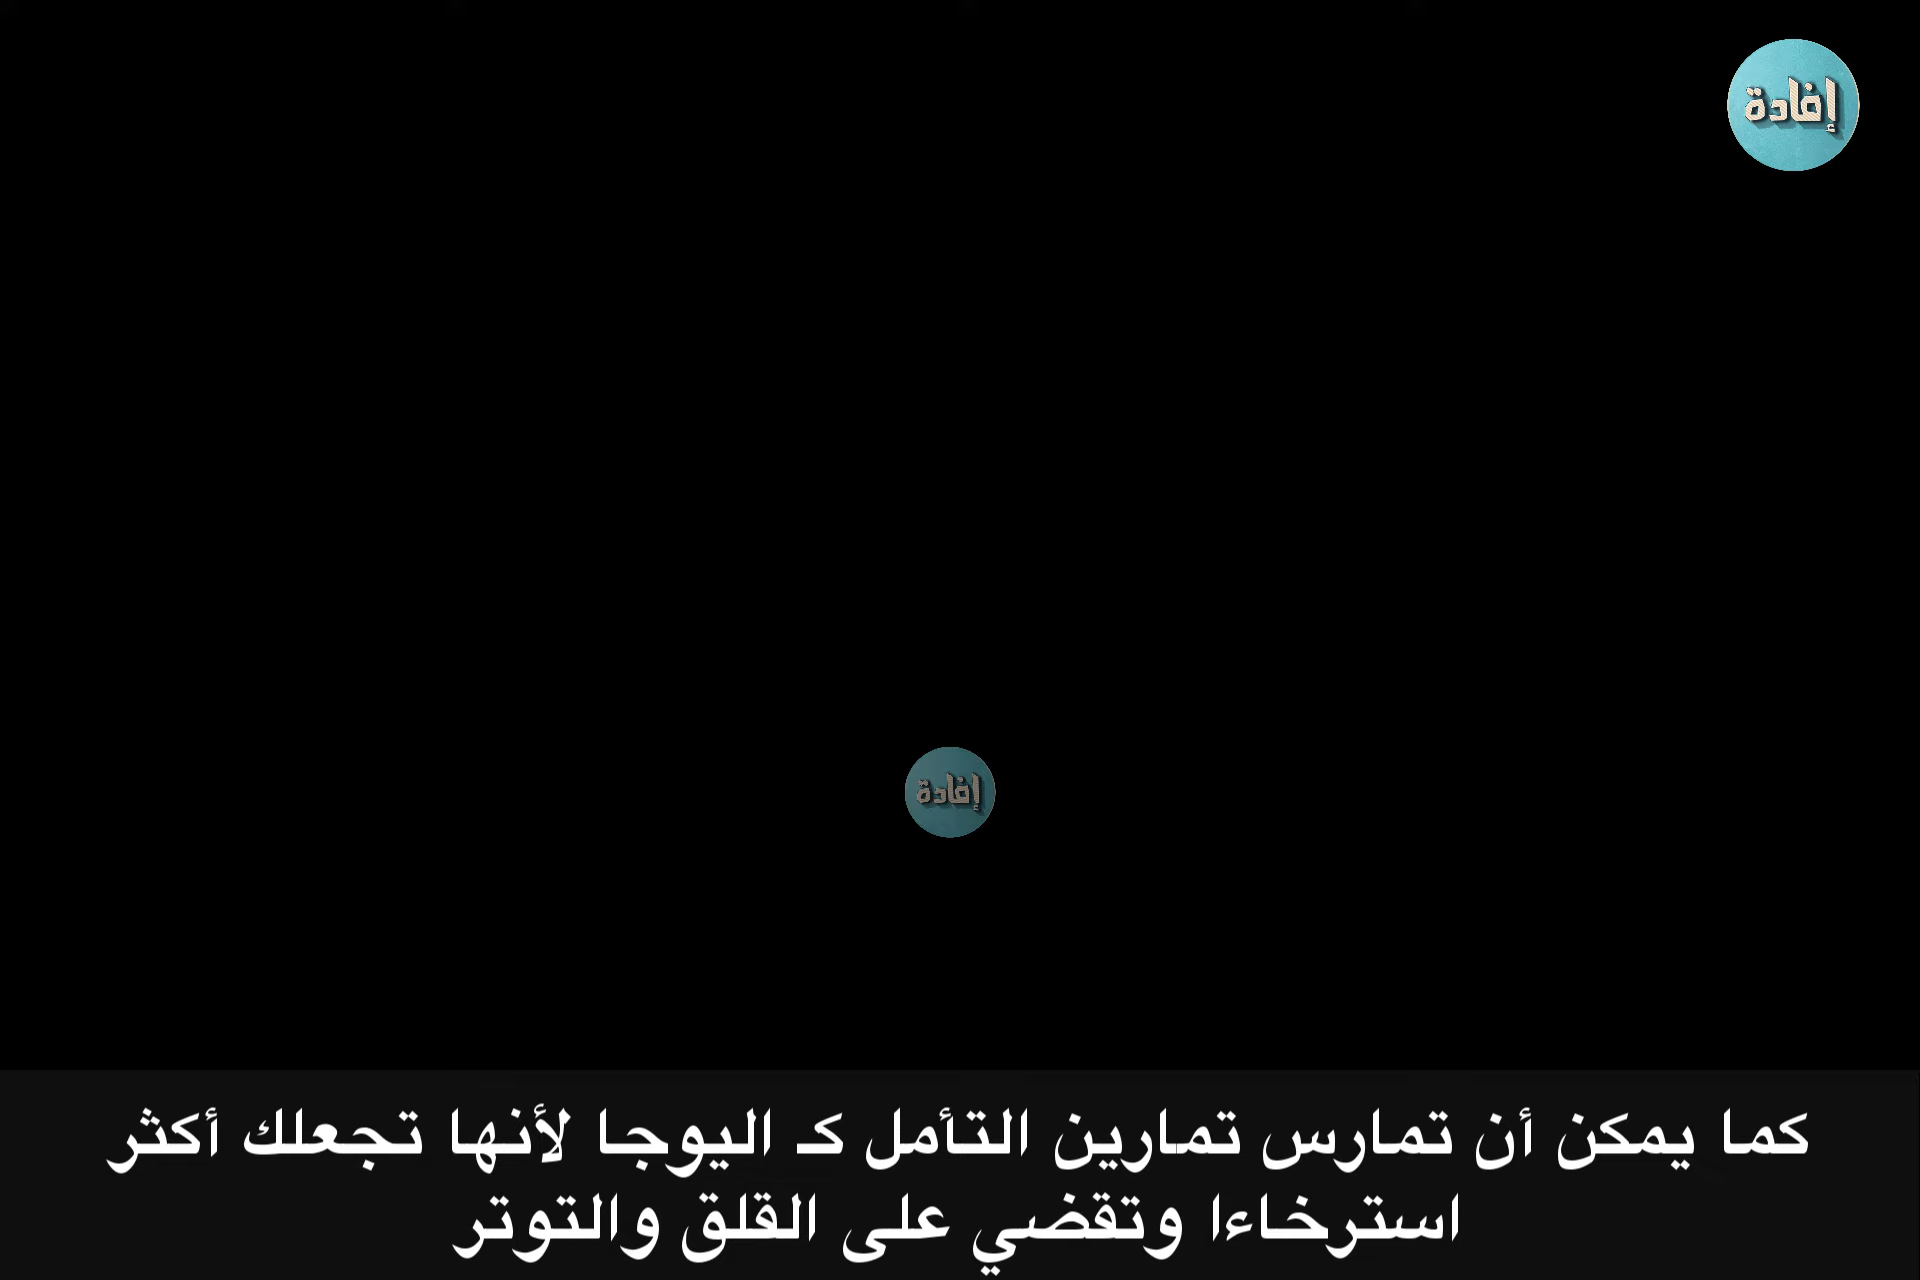 إفادة
إفادة
كما يمكن أن تمارس تمارين التأمل كـ اليوجا لأنها تجعلك أكثر
استرخاءا وتقضي على القلق والتوتر